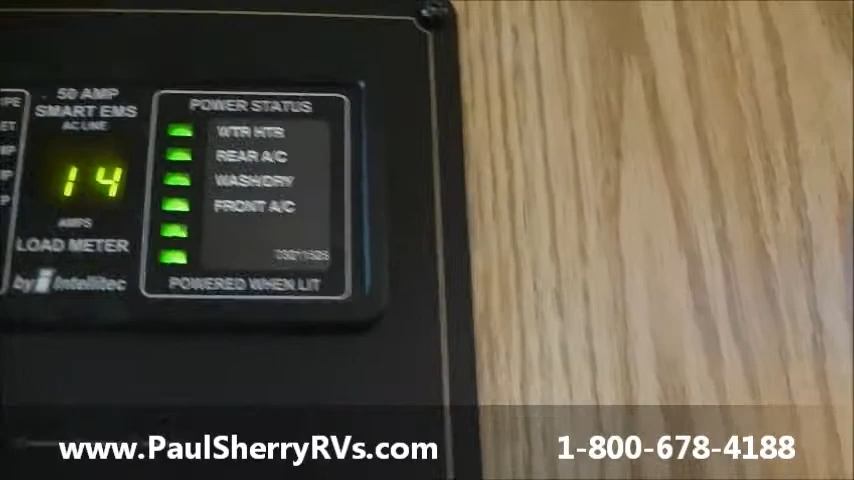 50 AMP
SMART EMS
AC LINE
14
AMPS
LOAD METER
by Intellitec
POWER STATUS
WTR HTR
REAR A/C
WASH/DRY
FRONT A/C
POWERED WHEN LIT
www.PaulSherryRVs.com
1-800-678-4188